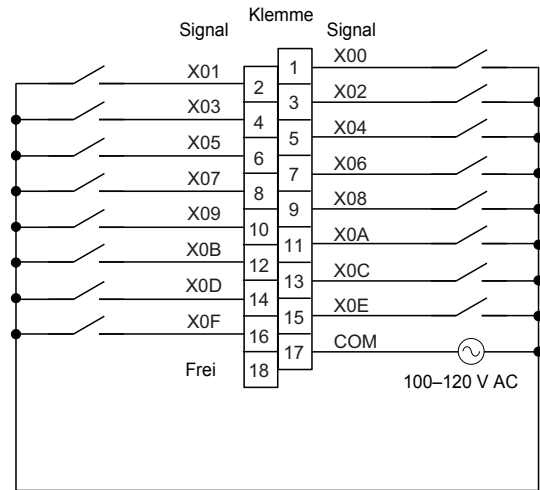 Klemme
Signal Signal
1 X00
X01 2
3 X02
X03 4
5 X04
X05 6
7 X06
X07 8
9 X08
X09 10
11 X0A
X0B 12
13 X0C
X0D 14
15 X0E
X0F 16
17 COM
Frei 18
100–120 V AC